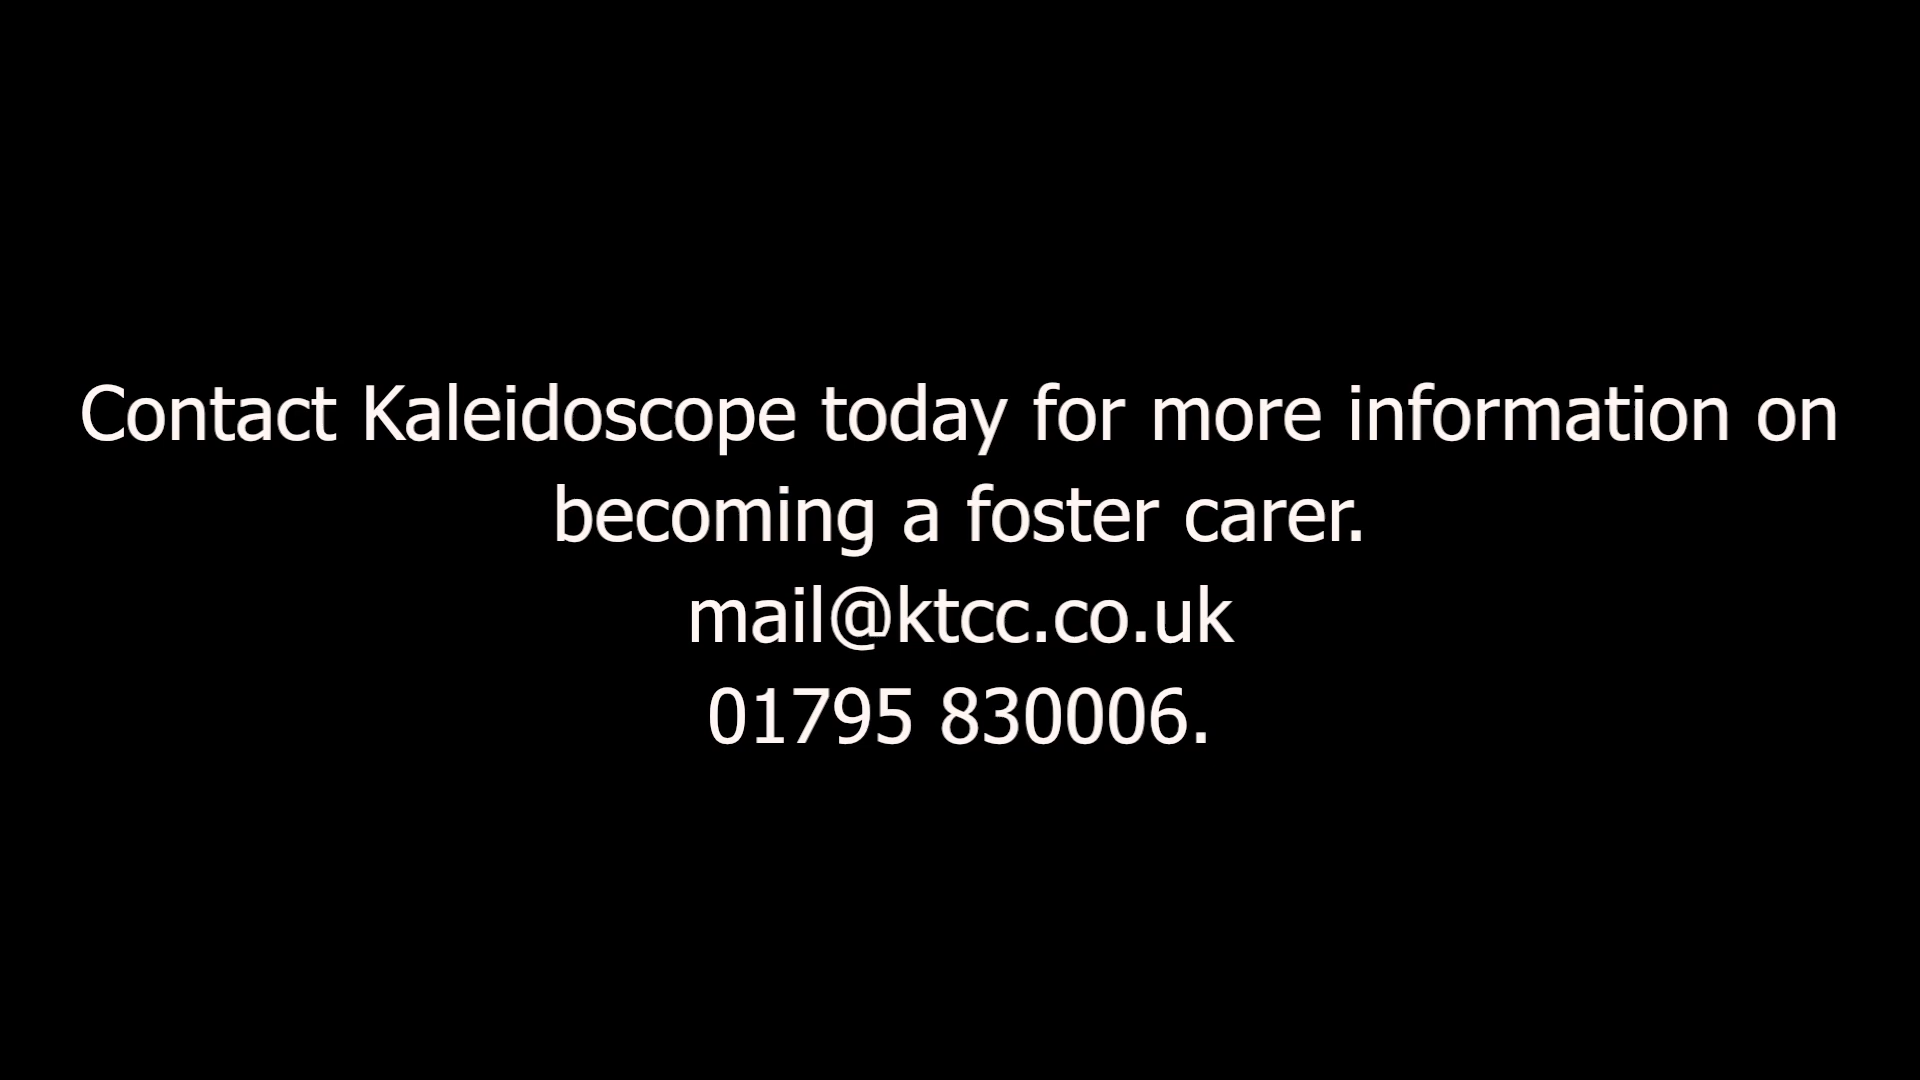 Contact Kaleidoscope today for more information on
becoming a foster carer.
mail@ktcc.co.uk
01795 830006.